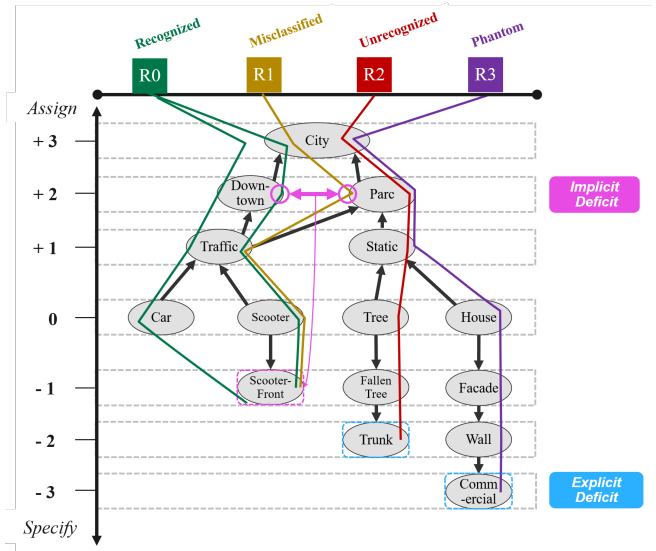 Recognized
Misclassified
Unrecognized
Phantom
R0
R1
R2
R3
Assign
+ 3
City
+ 2
Down-
town
Parc
Implicit
Deficit
+ 1
Traffic
Static
0
Car
Scooter
Tree
House
- 1
Scooter-
Front
Fallen
Tree
Facade
- 2
Trunk
Wall
- 3
Comm
-ercial
Explicit
Deficit
Specify